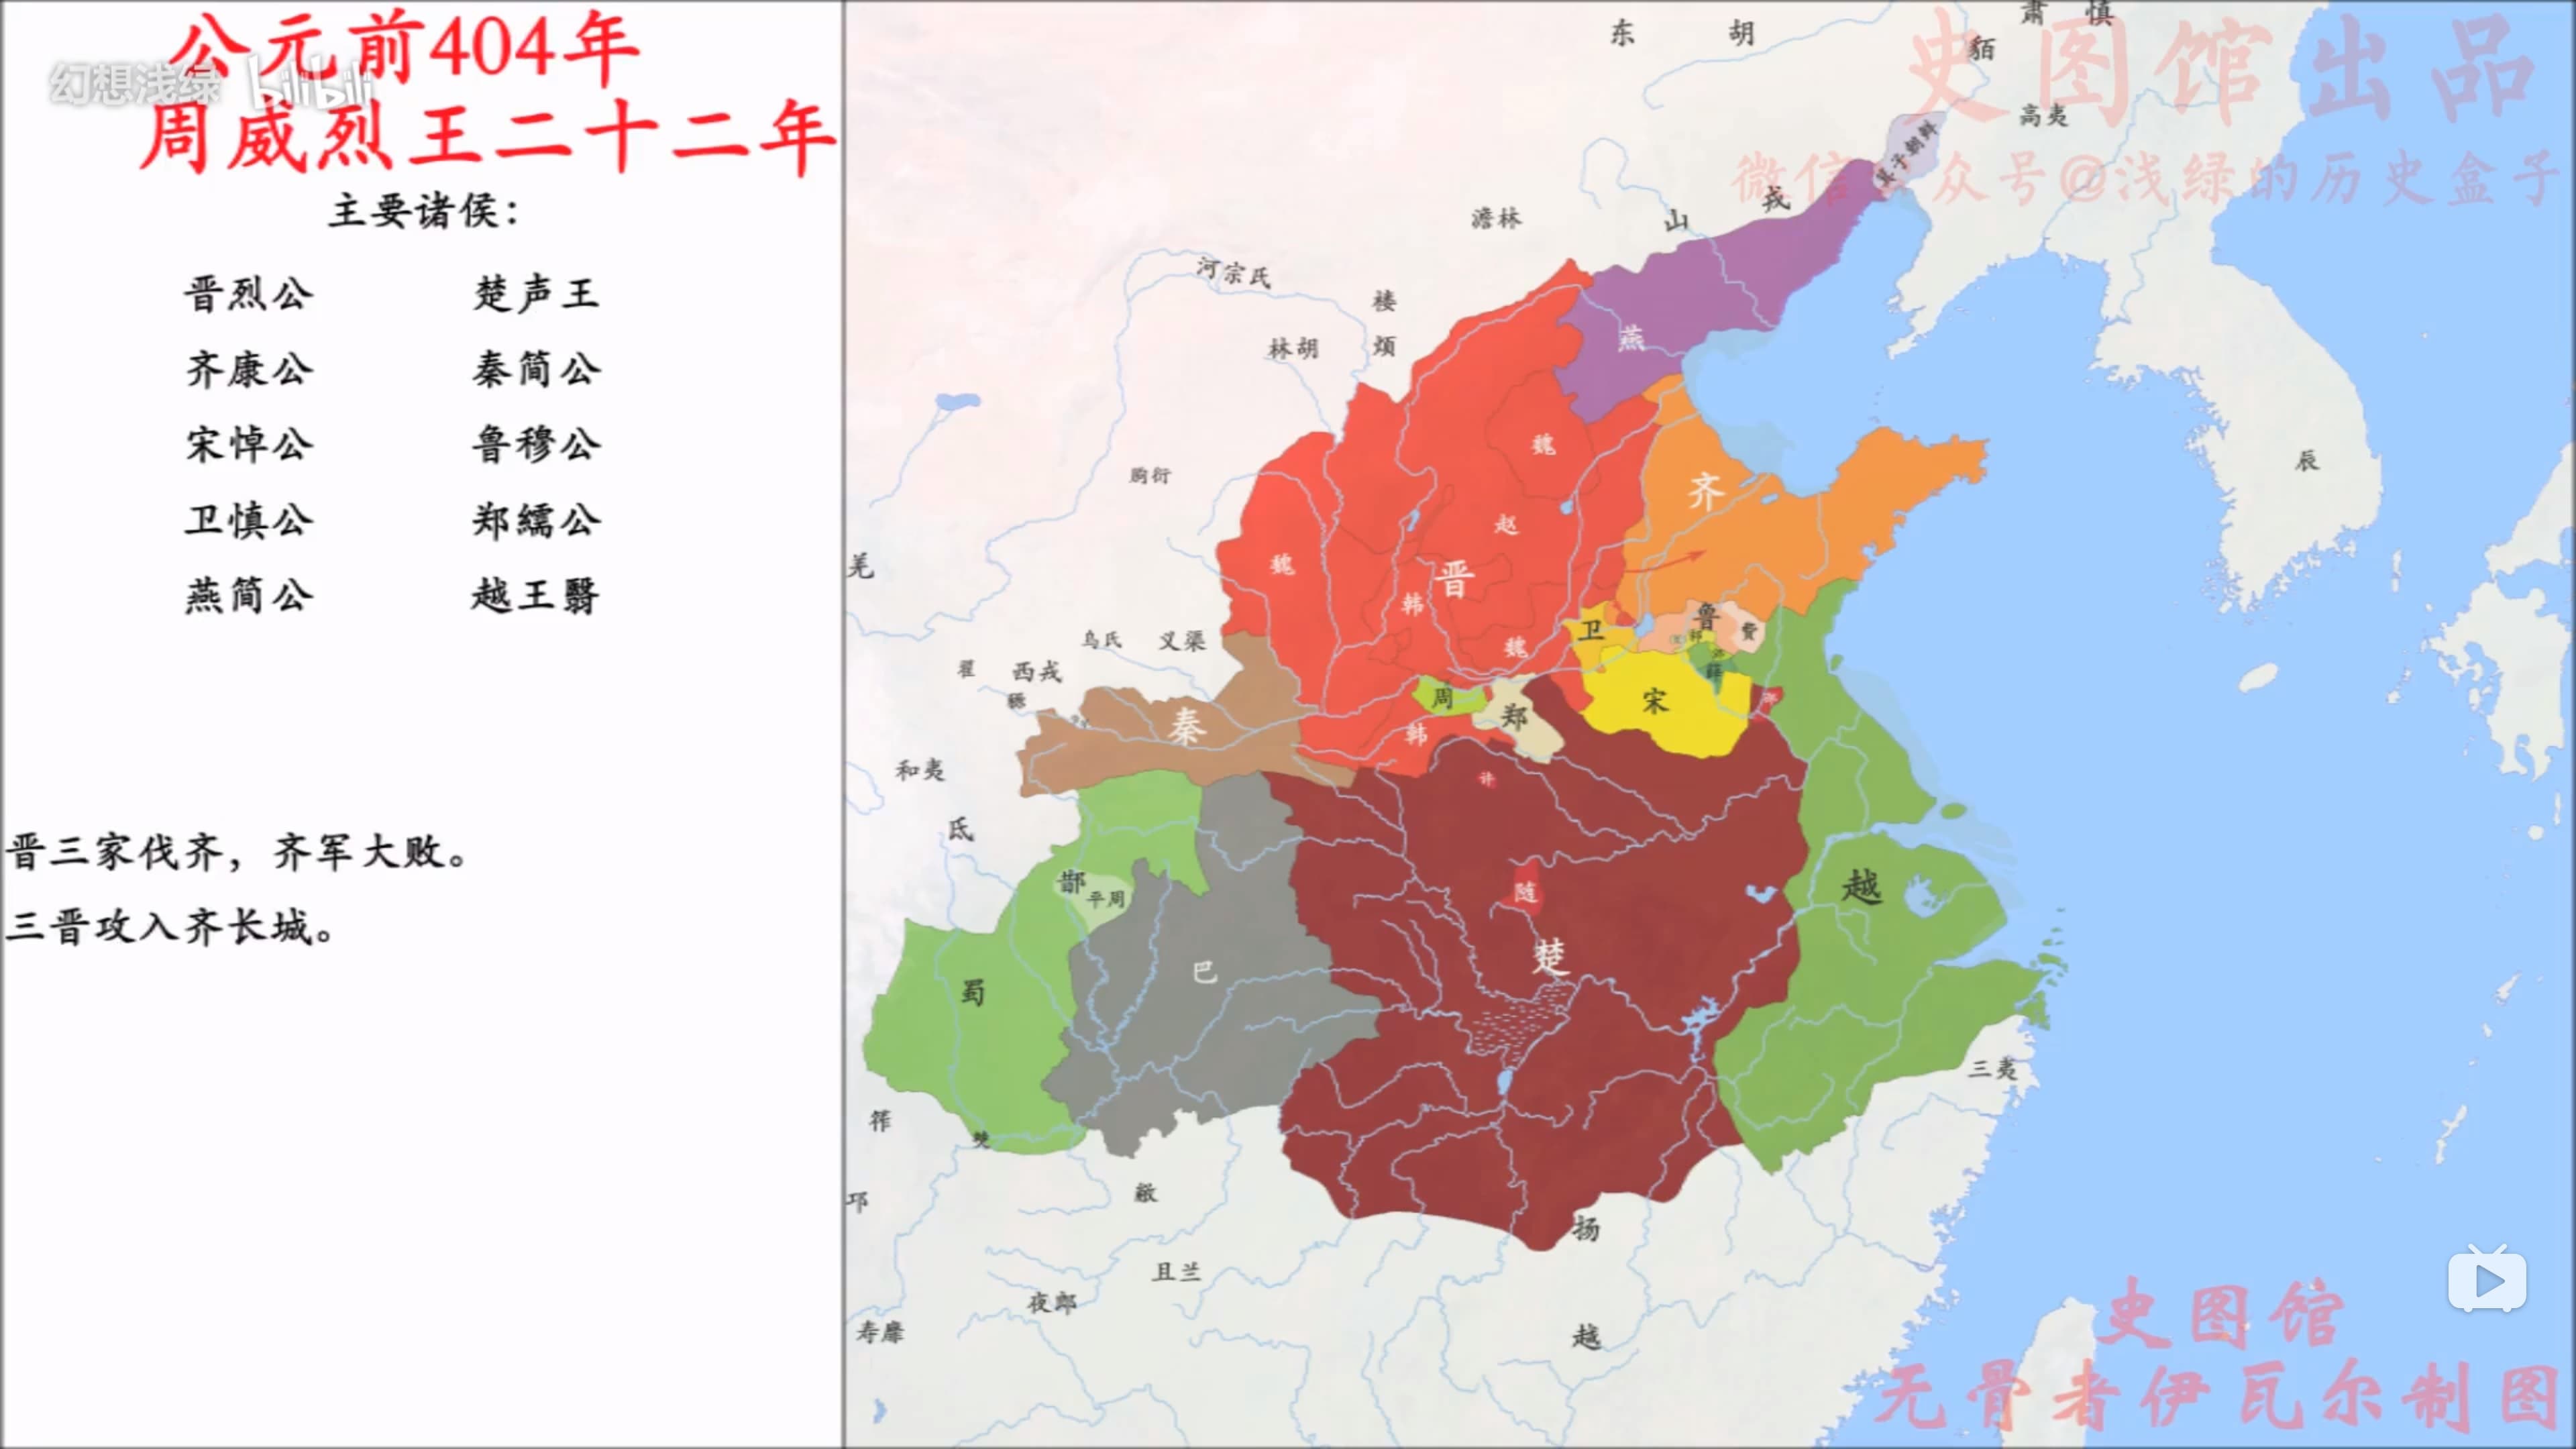 公元前404年
幻想浅绿 bilibili
周威烈王二十二年
主要诸侯：
晋烈公 楚声王
齐康公 秦简公
宋悼公 鲁穆公
卫慎公 郑繻公
燕简公 越王翳
晋三家伐齐，齐军大败。
三晋攻入齐长城。
史图馆出品
微信 众号@浅绿的历史盒子
东胡
肃慎
貊
高夷
箕子朝鲜
山戎
澹林
河宗氏
楼烦
林胡
燕
朐衍
魏
齐
辰
赵
魏
晋
羌
韩
鲁
费
卫
魏
乌氏
义渠
翟
西戎
薛
周
宋
郑
秦
韩
和夷
许
氐
鄀
平周
随
越
楚
巴
蜀
三夷
筰
僰
邛
扬
且兰
夜郎
寿靡
越
史图馆
无骨者伊瓦尔制图